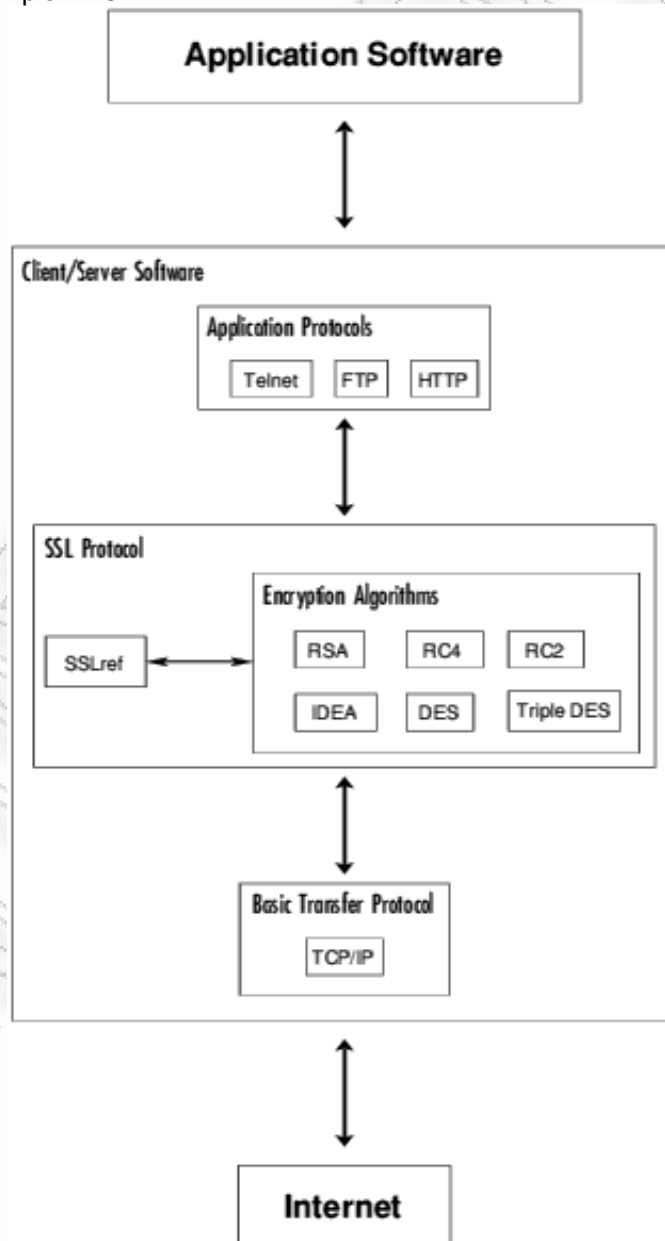 Application Software
Client/Server Software
Application Protocols
Telnet FTP HTTP
SSL Protocol
Encryption Algorithms
SSLref
RSA RC4 RC2
IDEA DES Triple DES
Basic Transfer Protocol
TCP/IP
Internet